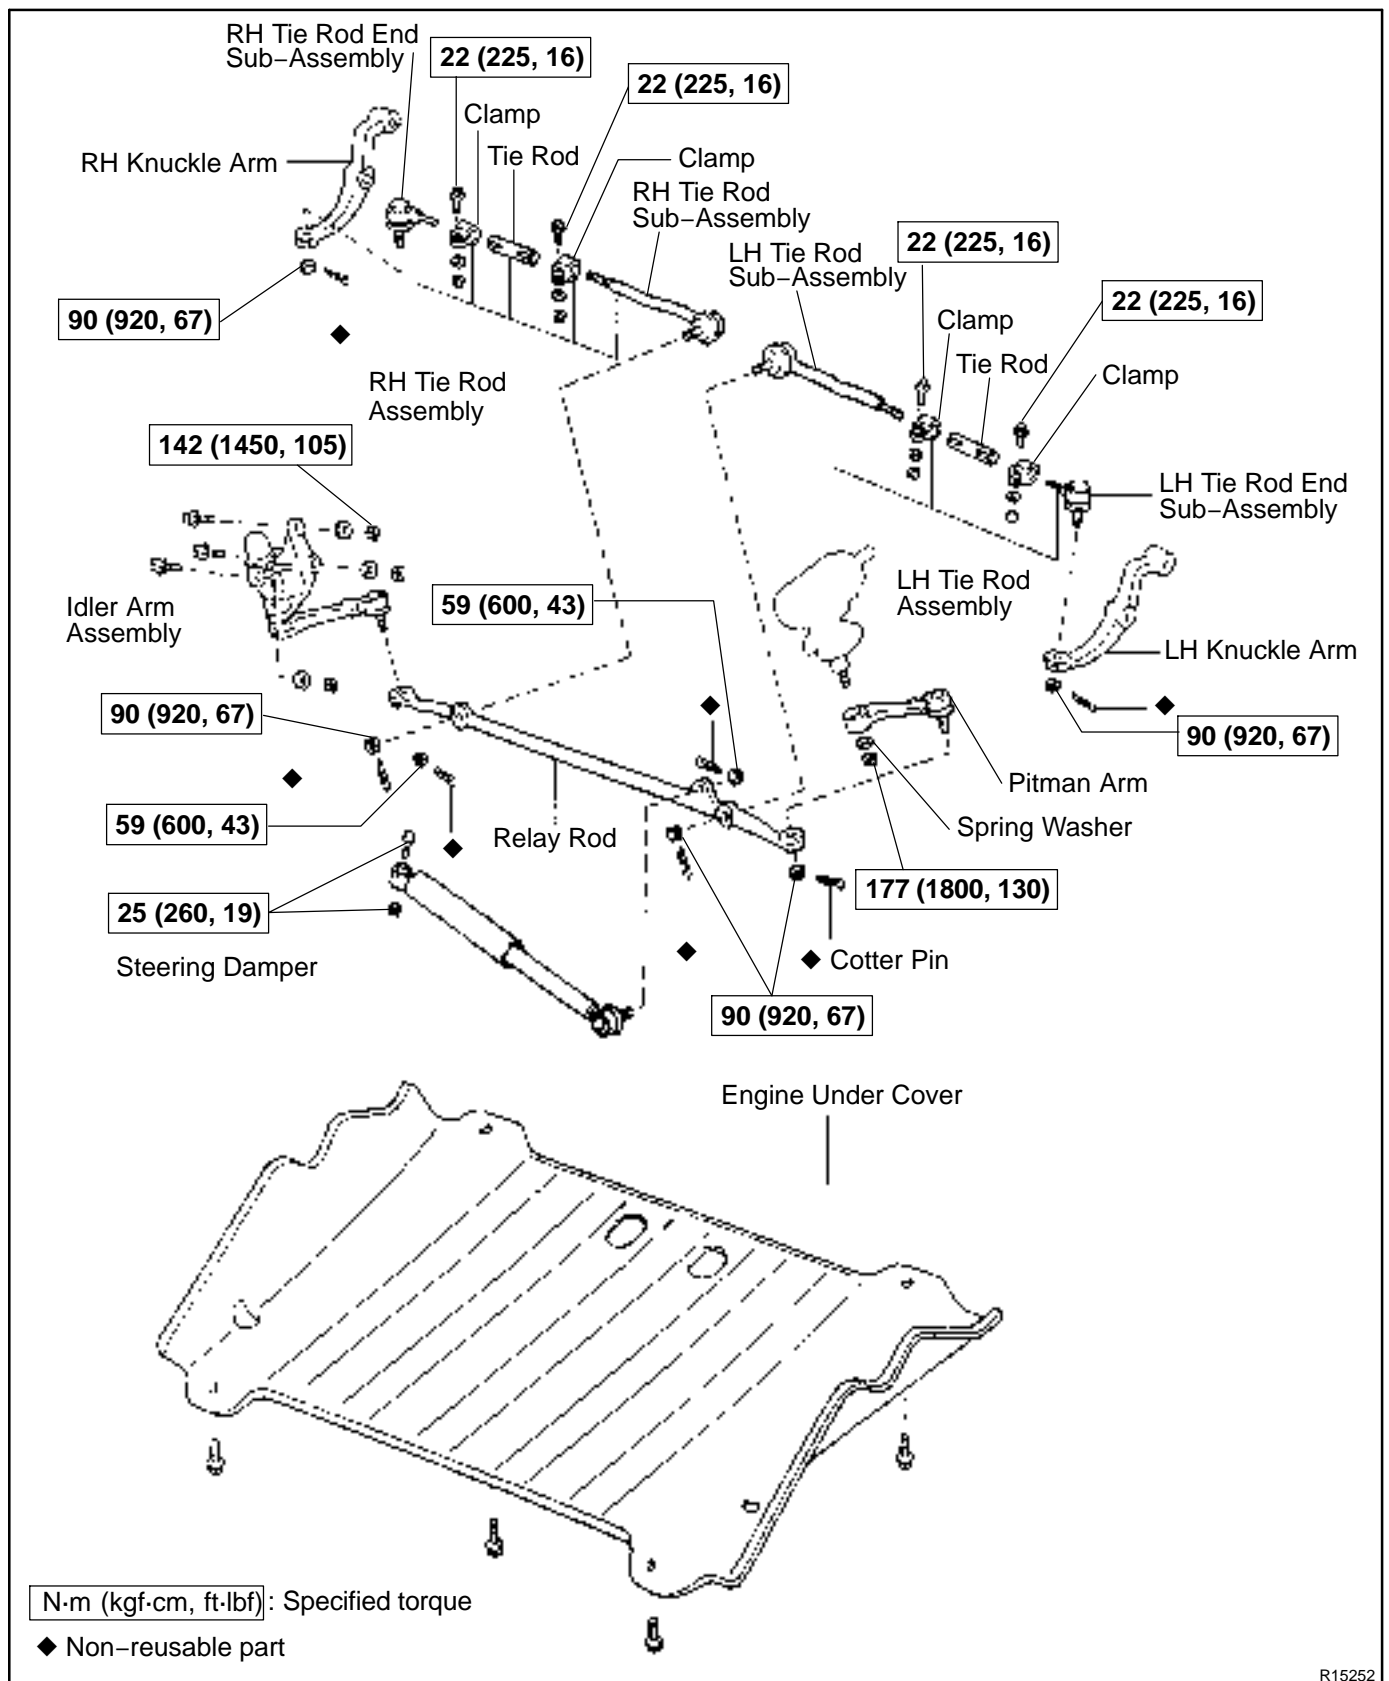 RH Tie Rod End
Sub−Assembly
22 (225, 16)
22 (225, 16)
Clamp
Tie Rod
Clamp
RH Knuckle Arm
RH Tie Rod
Sub−Assembly
LH Tie Rod
Sub−Assembly
22 (225, 16)
22 (225, 16)
90 (920, 67)
◆
Clamp
Tie Rod
Clamp
RH Tie Rod
Assembly
142 (1450, 105)
LH Tie Rod End
Sub−Assembly
LH Tie Rod
Assembly
59 (600, 43)
Idler Arm
Assembly
LH Knuckle Arm
◆
◆
90 (920, 67)
90 (920, 67)
◆
Pitman Arm
59 (600, 43)
◆
Relay Rod
Spring Washer
177 (1800, 130)
25 (260, 19)
Steering Damper
◆
◆ Cotter Pin
90 (920, 67)
Engine Under Cover
N·m (kgf·cm, ft·lbf) : Specified torque
◆ Non−reusable part
R15252